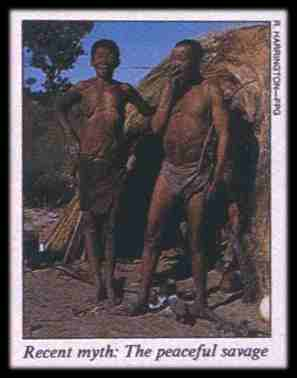 R. HARRINGTON—FPG
Recent myth: The peaceful savage